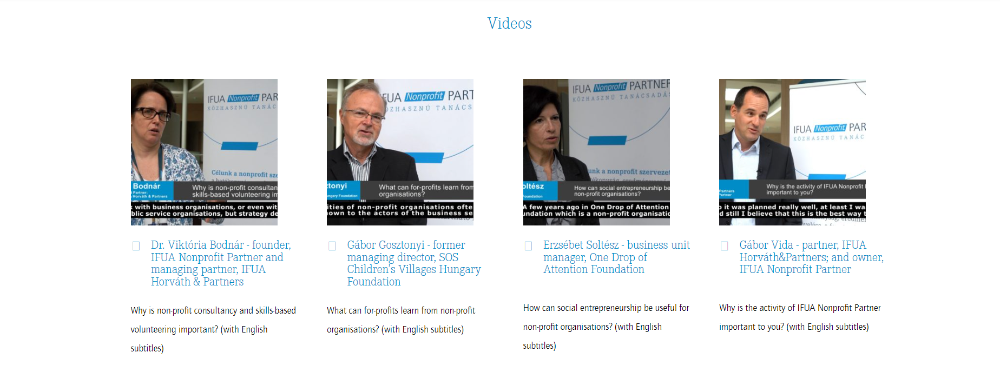 Videos
IFUA Nonprofit PAR
KÖZHASZNÚ TANÁC
Célunk a nonprofit sze
Bodnár
t Partner;
Horváth & Partners
Why is non-profit consultan
skills-based volunteering im
with business organisations, or even wit
blic service organisations, but strategy de
Dr. Viktória Bodnár - founder,
IFUA Nonprofit Partner and
managing partner, IFUA
Horváth & Partners
Why is non-profit consultancy and skills-based
volunteering important? (with English
subtitles)
FUA Nonprofit PART
ÖZHASZNÚ TANÁCS
ztonyi
ngary Foundation
What can for-profits learn from
organisations?
ities of non-profit organisations ofte
nown to the actors of the business se
Gábor Gosztonyi - former
managing director, SOS
Children's Villages Hungary
Foundation
What can for-profits learn from non-profit
organisations? (with English subtitles)
IFUA Nonprofit PARTNER
KÖZHASZNÚ TANÁCSADÁ
unk a nonprofit szervezet
oltész
Foundation
How can social entrepreneurship be
non-profit organisations?
A few years ago in One Drop of Attention
undation which is a non-profit organisatio
Erzsébet Soltész - business unit
manager, One Drop of
Attention Foundation
How can social entrepreneurship be useful for
non-profit organisations? (with English
subtitles)
IFUA Nonprofit PAR
KÖZHASZNÚ TANÁC
Partners
Partner
Why is the activity of IFUA Nonprofit
important to you?
it was planned really well, at least I wa
d still I believe that this is the best way t
Gábor Vida - partner, IFUA
Horváth&Partners; and owner,
IFUA Nonprofit Partner
Why is the activity of IFUA Nonprofit Partner
important to you? (with English subtitles)